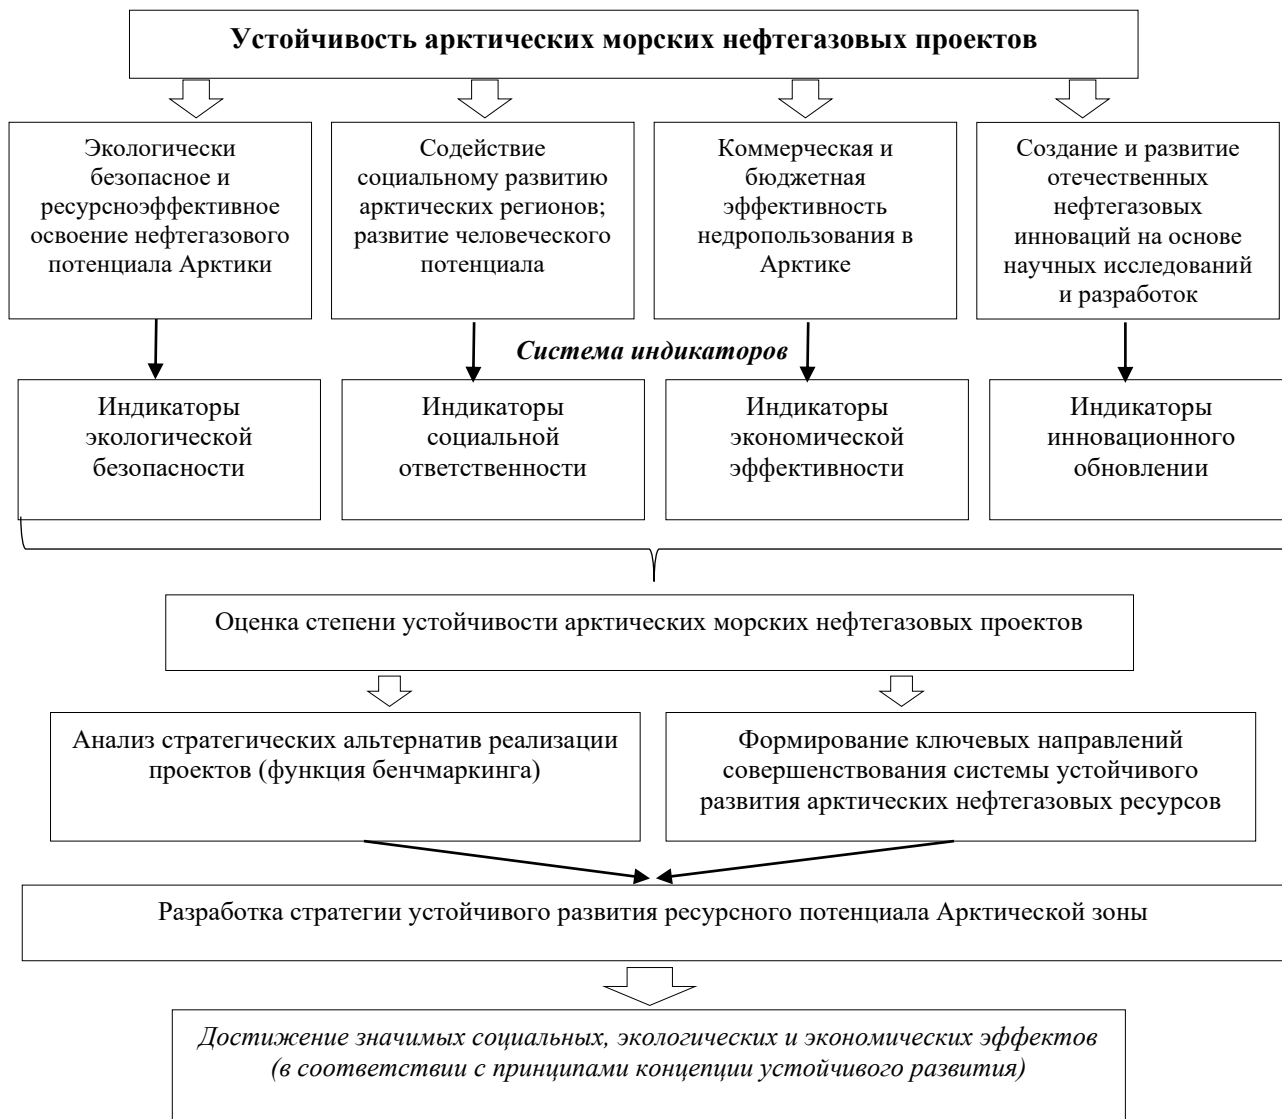 Устойчивость арктических морских нефтегазовых проектов
Экологически
безопасное и
ресурсноэффективное
освоение нефтегазового
потенциала Арктики
Содействие
социальному развитию
арктических регионов;
развитие человеческого
потенциала
Коммерческая и
бюджетная
эффективность
недропользования в
Арктике
Создание и развитие
отечественных
нефтегазовых
инноваций на основе
научных исследований
и разработок
Система индикаторов
Индикаторы
экологической
безопасности
Индикаторы
социальной
ответственности
Индикаторы
экономической
эффективности
Индикаторы
инновационного
обновлении
Оценка степени устойчивости арктических морских нефтегазовых проектов
Анализ стратегических альтернатив реализации
проектов (функция бенчмаркинга)
Формирование ключевых направлений
совершенствования системы устойчивого
развития арктических нефтегазовых ресурсов
Разработка стратегии устойчивого развития ресурсного потенциала Арктической зоны
Достижение значимых социальных, экологических и экономических эффектов
(в соответствии с принципами концепции устойчивого развития)